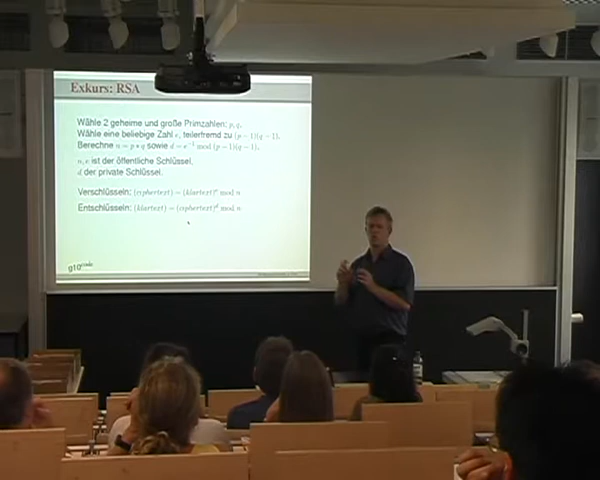 Exkurs: RSA
Wähle 2 geheime und große Primzahlen: p, q.
Wähle eine beliebige Zahl e, teilerfremd zu (p − 1)(q − 1).
Berechne n = p * q sowie d = e⁻¹ mod (p − 1)(q − 1).
n, e ist der öffentliche Schlüssel,
d der private Schlüssel.
Verschlüsseln: (ciphertext) = (klartext)ᵉ mod n
Entschlüsseln: (klartext) = (ciphertext)ᵈ mod n
g10code